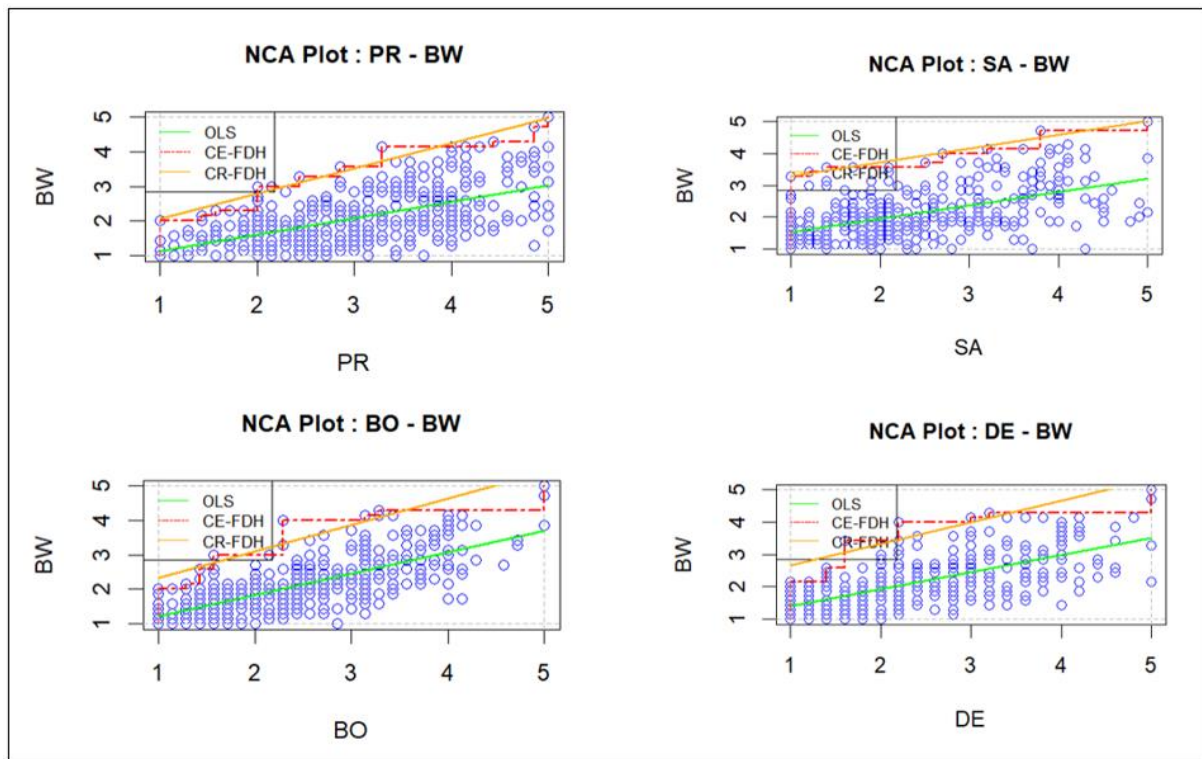 NCA Plot : PR - BW
BW
5
4
3
2
1
OLS
CE-FDH
CR-FDH
1 2 3 4 5
PR
NCA Plot : SA - BW
BW
5
4
3
2
1
OLS
CE-FDH
CR-FDH
1 2 3 4 5
SA
NCA Plot : BO - BW
BW
5
4
3
2
1
OLS
CE-FDH
CR-FDH
1 2 3 4 5
BO
NCA Plot : DE - BW
BW
5
4
3
2
1
OLS
CE-FDH
CR-FDH
1 2 3 4 5
DE